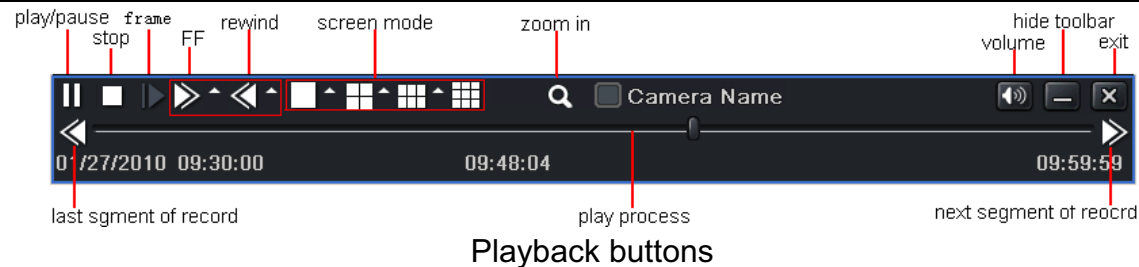 play/pause frame rewind screen mode zoom in hide toolbar
stop FF volume exit
Camera Name
01/27/2010 09:30:00 09:48:04 09:59:59
last sgment of record play process next segment of reocrd
Playback buttons